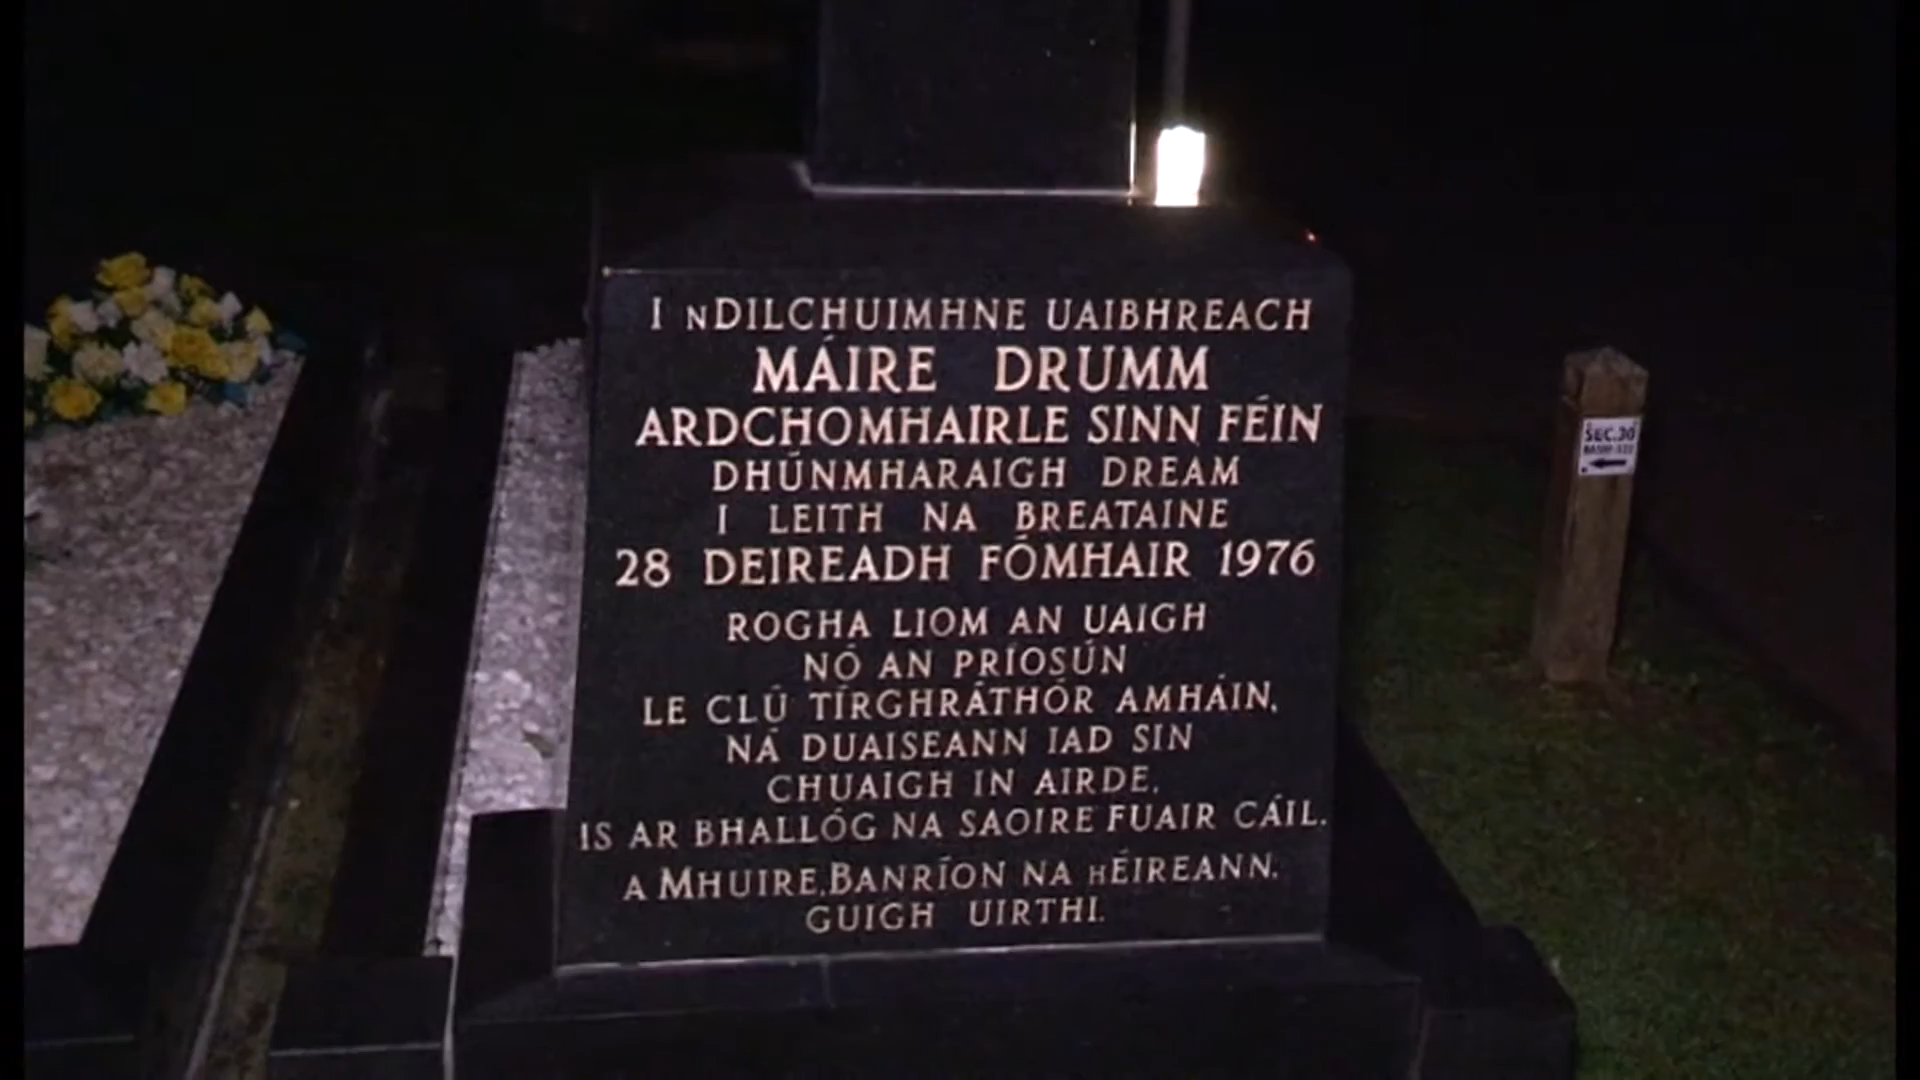 I nDILCHUIMHNE UAIBHREACH
MÁIRE DRUMM
ARDCHOMHAIRLE SINN FÉIN
DHÚNMHARAIGH DREAM
I LEITH NA BREATAINE
28 DEIREADH FÓMHAIR 1976
ROGHA LIOM AN UAIGH
NÓ AN PRÍOSÚN
LE CLÚ TÍRGHRÁTHÓR AMHÁIN,
NÁ DUAISEANN IAD SIN
CHUAIGH IN AIRDE,
IS AR BHALLÓG NA SAOIRE FUAIR CÁIL.
A MHUIRE, BANRÍON NA hÉIREANN,
GUIGH UIRTHI.
SEC.30